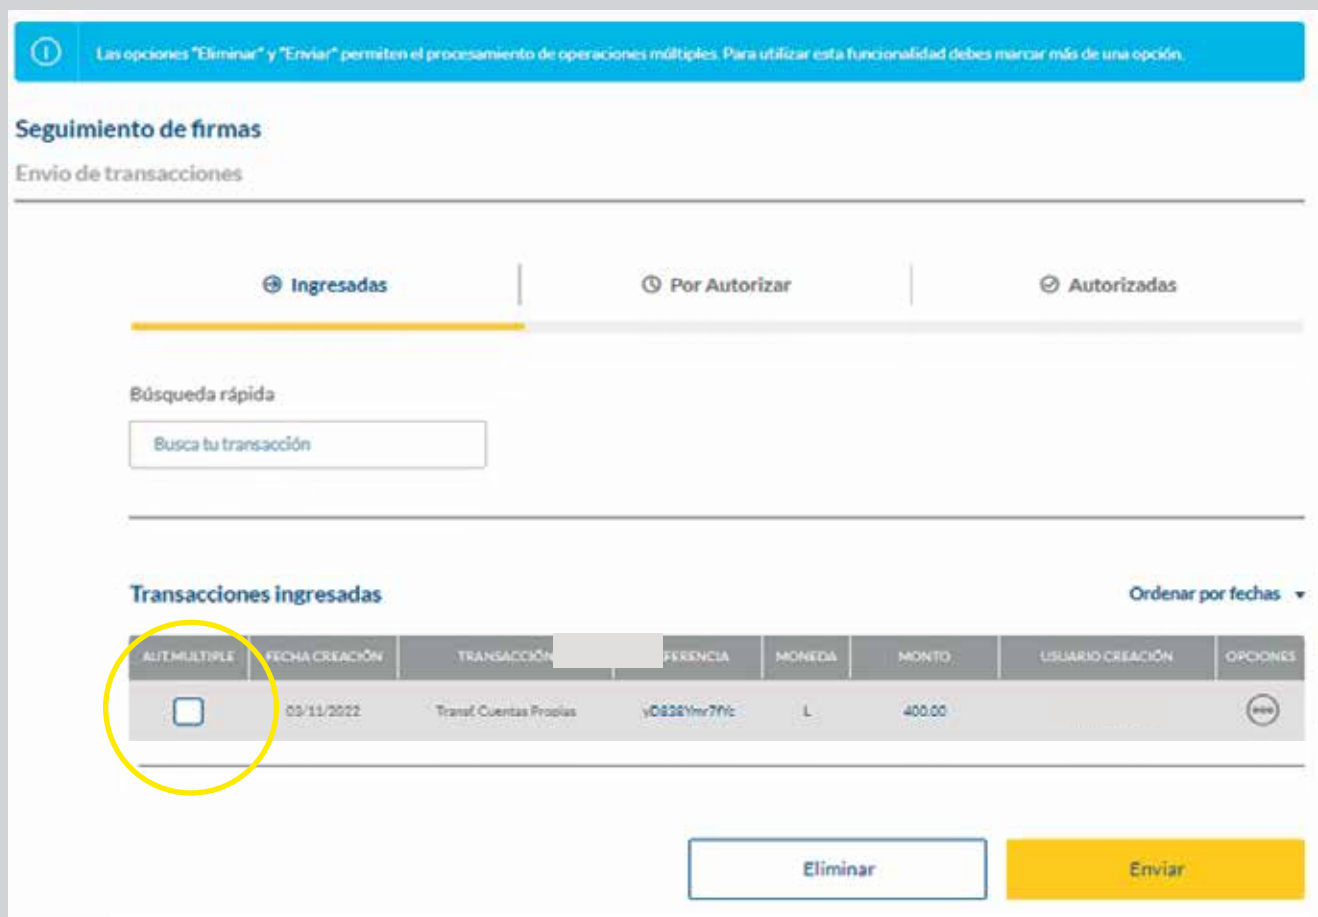 Las opciones "Eliminar" y "Enviar" permiten el procesamiento de operaciones múltiples. Para utilizar esta funcionalidad debes marcar más de una opción.
Seguimiento de firmas
Envio de transacciones
Ingresadas
Por Autorizar
Autorizadas
Búsqueda rápida
Busca tu transacción
Transacciones ingresadas
Ordenar por fechas
AUT.MULTIPLE FECHA CREACIÓN TRANSACCIÓN FERENCIA MONEDA MONTO USUARIO CREACIÓN OPCIONES
03/11/2022 Transf. Cuentas Propias L 400.00
Eliminar
Enviar